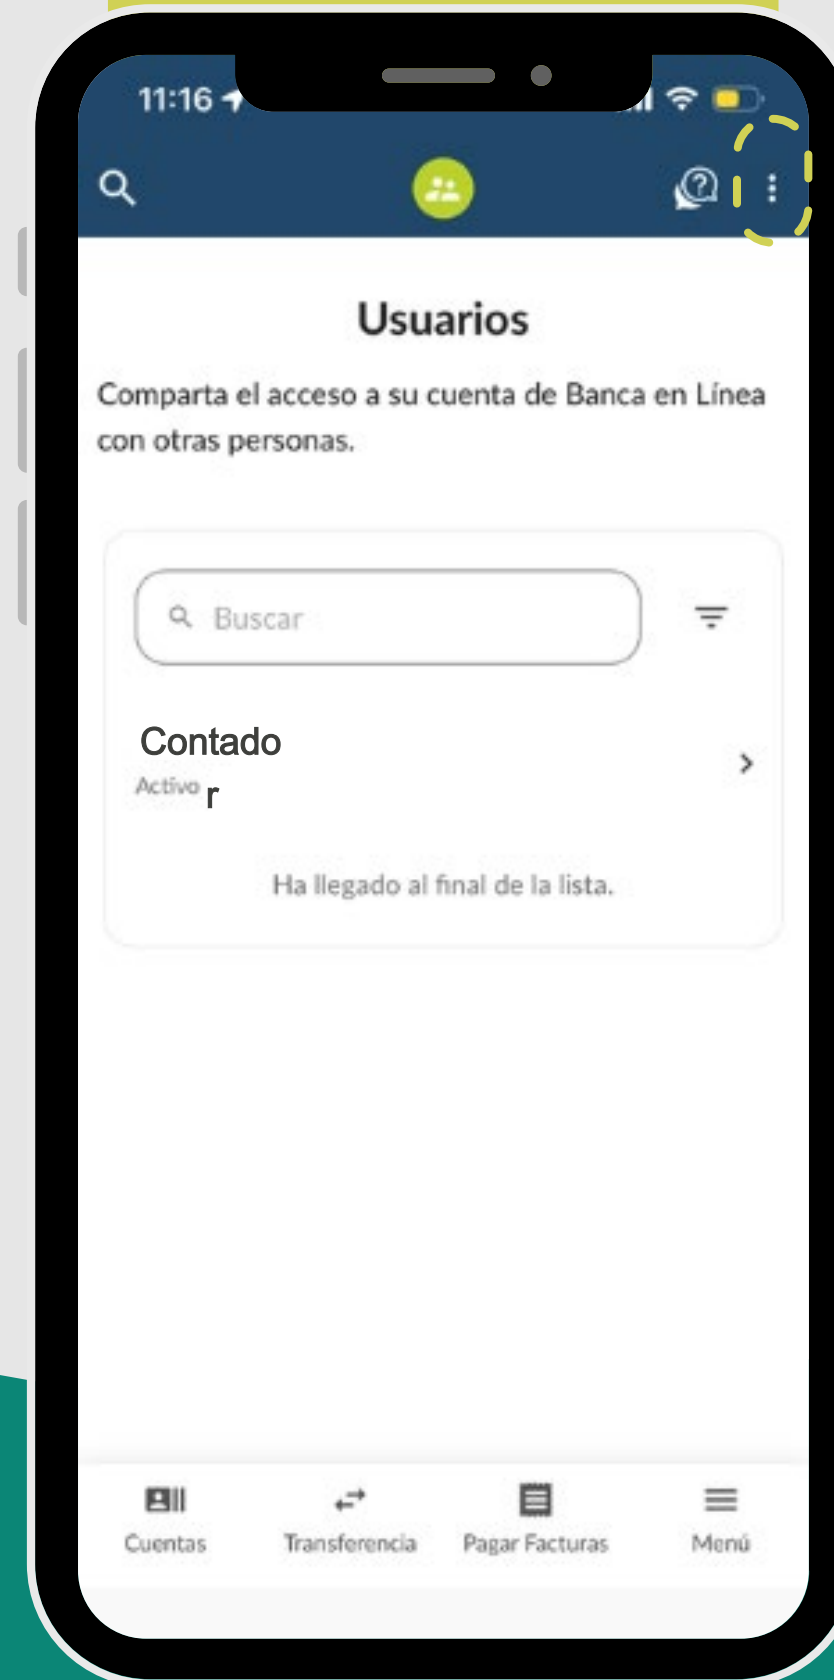 11:16
Usuarios
Comparta el acceso a su cuenta de Banca en Línea
con otras personas.
Buscar
Contado
r
Activo
Ha llegado al final de la lista.
Cuentas
Transferencia
Pagar Facturas
Menú